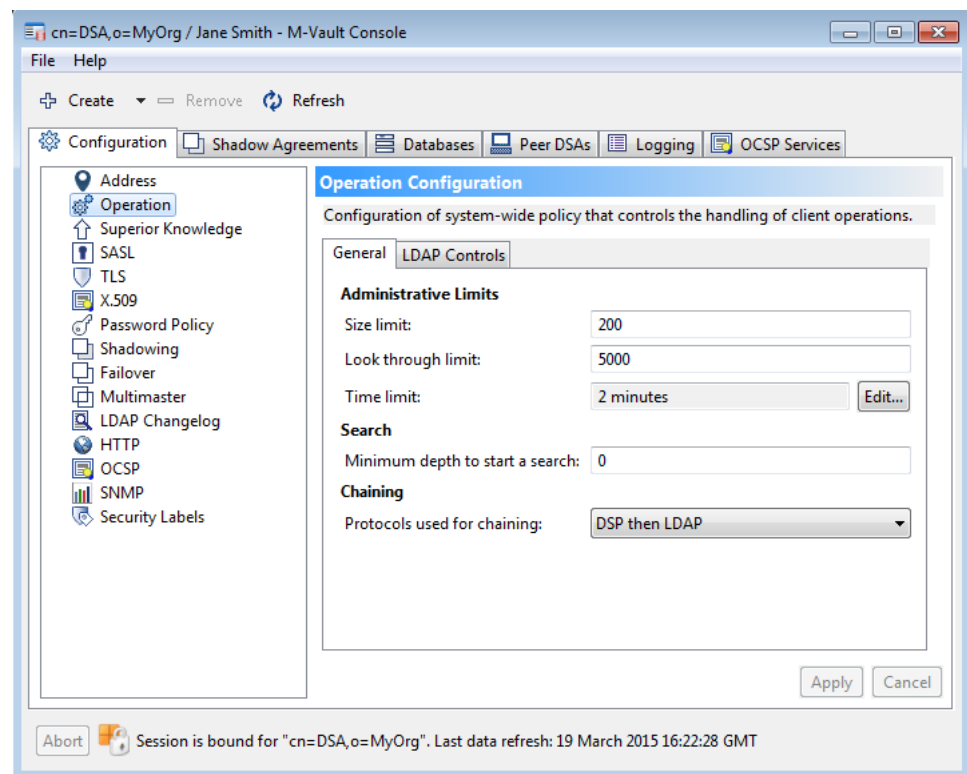 cn=DSA,o=MyOrg / Jane Smith - M-Vault Console
File Help
Create Remove Refresh
Configuration Shadow Agreements Databases Peer DSAs Logging OCSP Services
Address
Operation
Superior Knowledge
SASL
TLS
X.509
Password Policy
Shadowing
Failover
Multimaster
LDAP Changelog
HTTP
OCSP
SNMP
Security Labels
Operation Configuration
Configuration of system-wide policy that controls the handling of client operations.
General LDAP Controls
Administrative Limits
Size limit: 200
Look through limit: 5000
Time limit: 2 minutes Edit...
Search
Minimum depth to start a search: 0
Chaining
Protocols used for chaining: DSP then LDAP
Apply Cancel
Abort Session is bound for "cn=DSA,o=MyOrg". Last data refresh: 19 March 2015 16:22:28 GMT